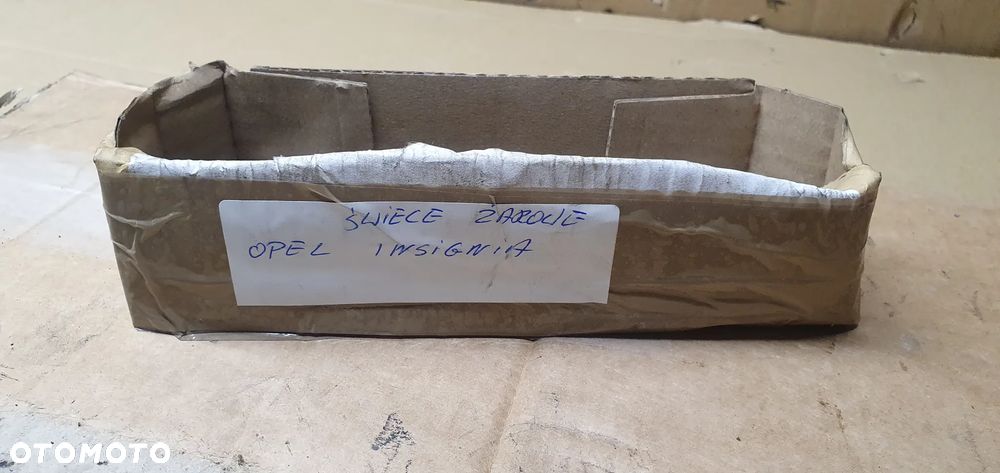 ŚWIECE ŻAROWE
OPEL INSIGNIA
OTOMOTO